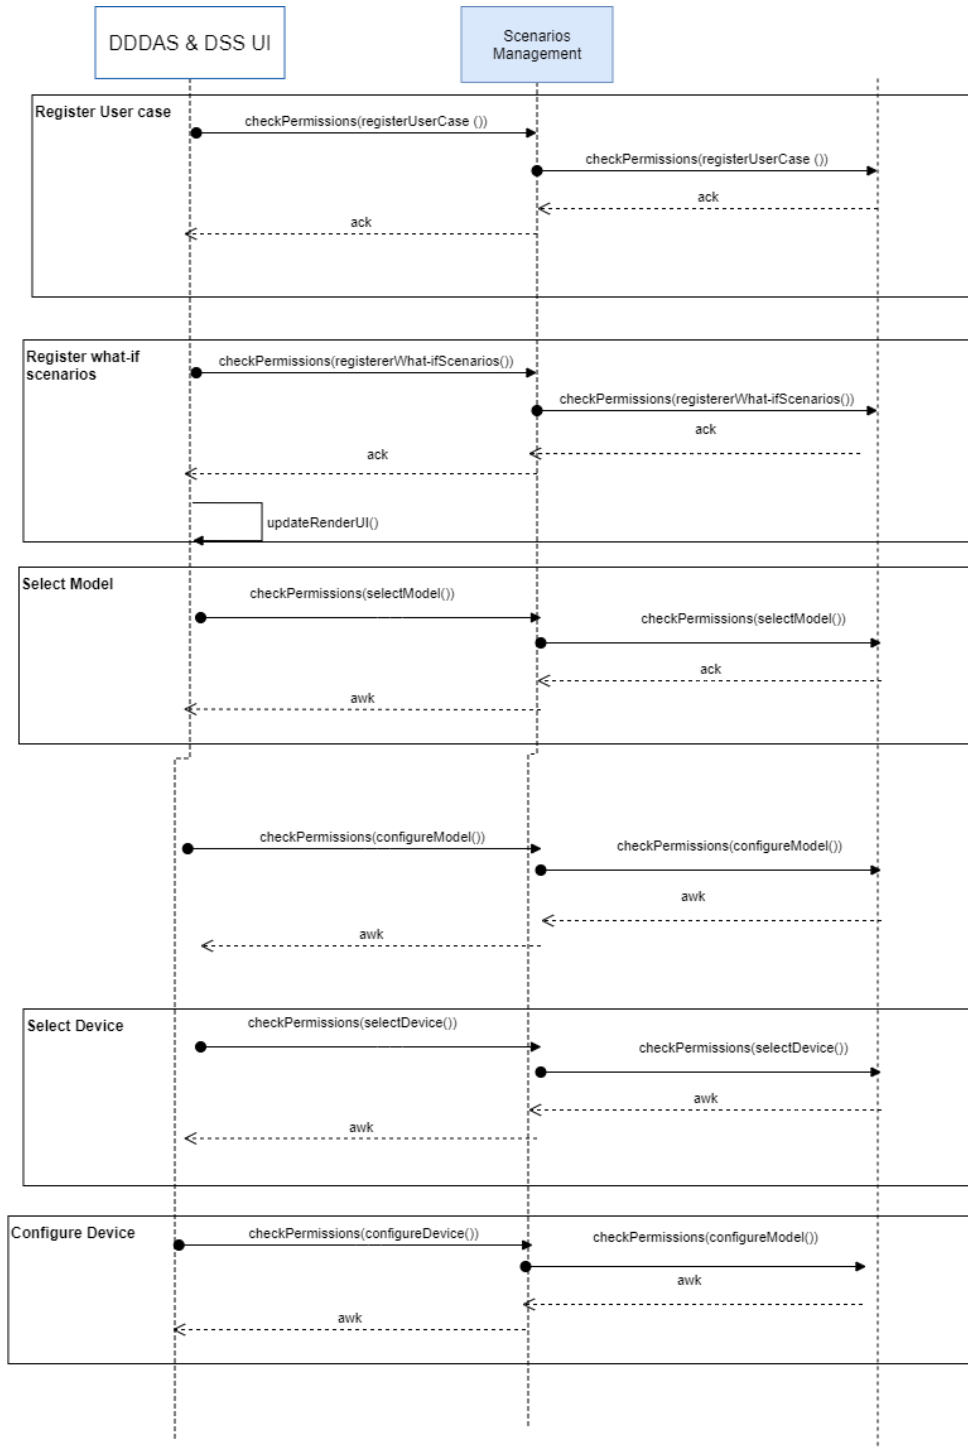 DDDAS & DSS UI
Scenarios
Management
Register User case
checkPermissions(registerUserCase ())
checkPermissions(registerUserCase ())
ack
ack
Register what-if
scenarios
checkPermissions(registererWhat-ifScenarios())
checkPermissions(registererWhat-ifScenarios())
ack
ack
updateRenderUI()
Select Model
checkPermissions(selectModel())
checkPermissions(selectModel())
ack
awk
checkPermissions(configureModel())
checkPermissions(configureModel())
awk
awk
Select Device
checkPermissions(selectDevice())
checkPermissions(selectDevice())
awk
awk
Configure Device
checkPermissions(configureDevice())
checkPermissions(configureModel())
awk
awk